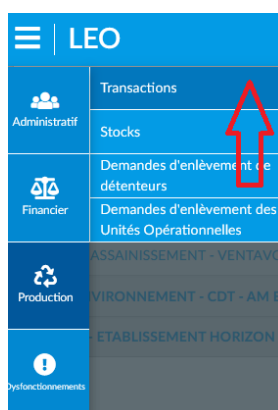 LEO
Administratif
Transactions
Stocks
Financier
Demandes d'enlèvement de
détenteurs
Demandes d'enlèvement des
Unités Opérationnelles
Production
ASSAINISSEMENT - VENTAVO
VIRONNEMENT - CDT - AM
ETABLISSEMENT HORIZON
Dysfonctionnements